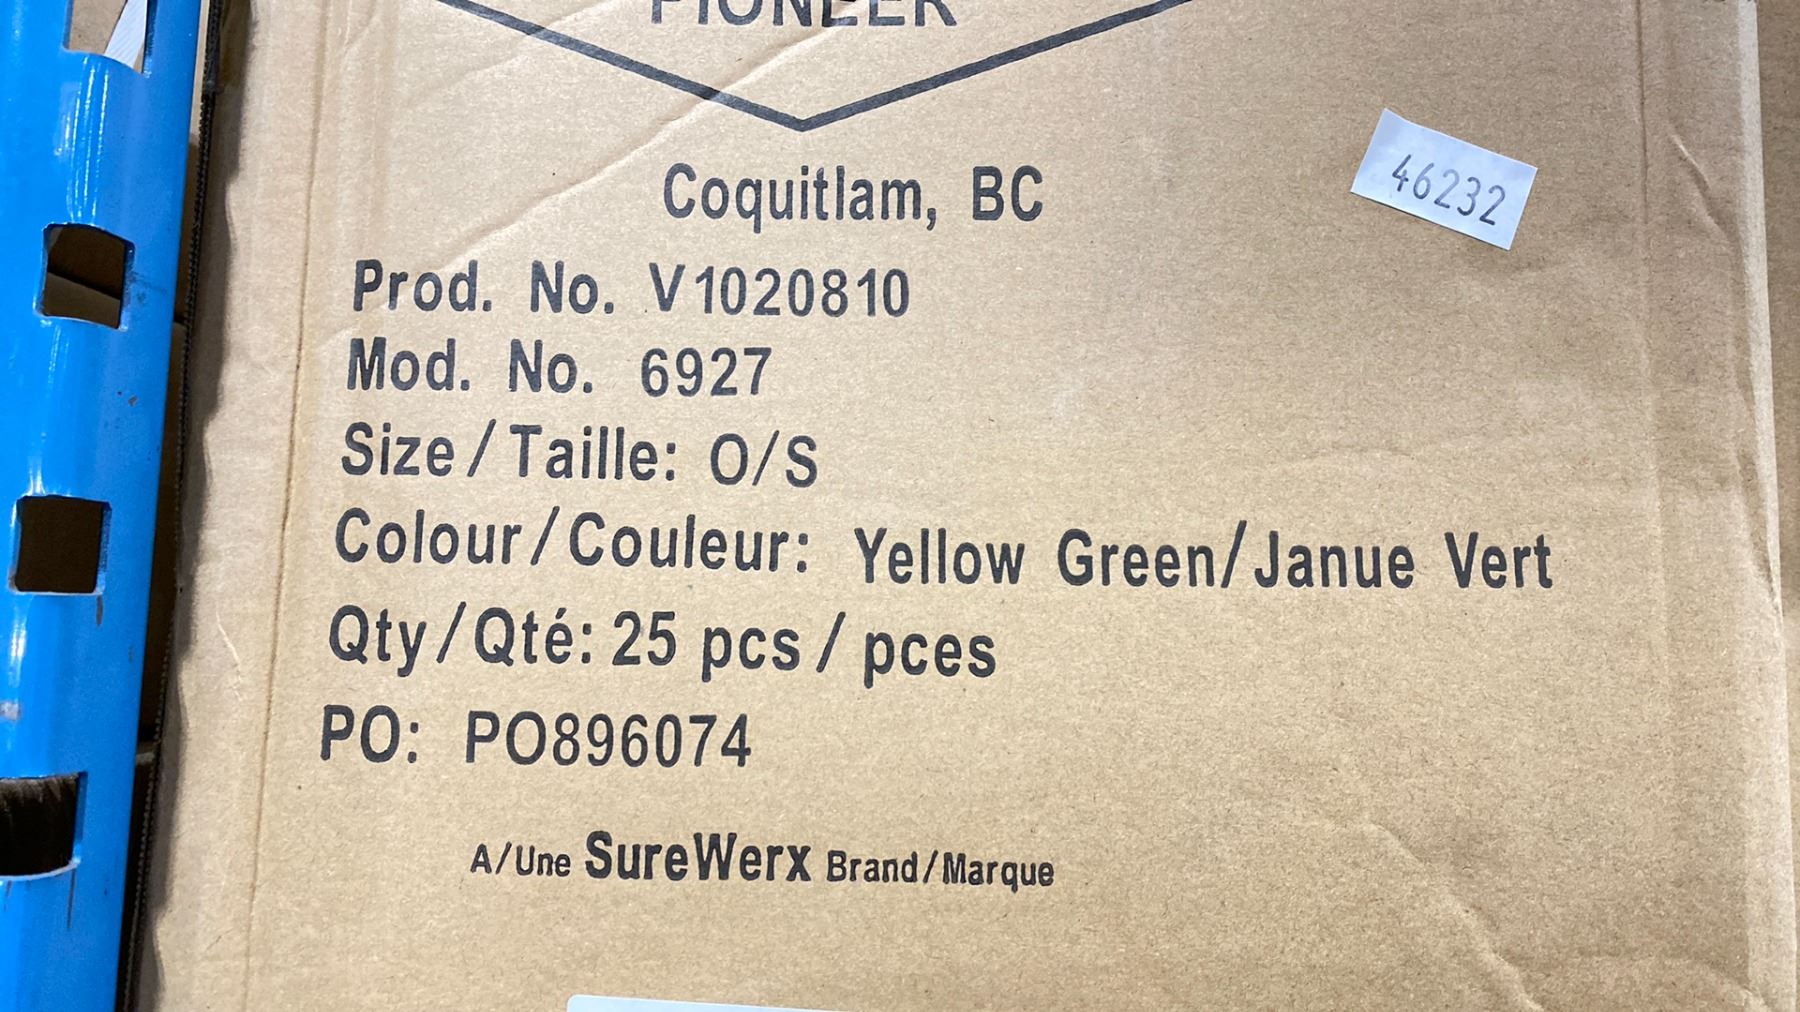 PIONEER
Coquitlam, BC
46232
Prod. No. V1020810
Mod. No. 6927
Size/Taille: O/S
Colour/Couleur: Yellow Green/Janue Vert
Qty/Qté: 25 pcs / pces
PO: PO896074
A/Une SureWerx Brand/Marque